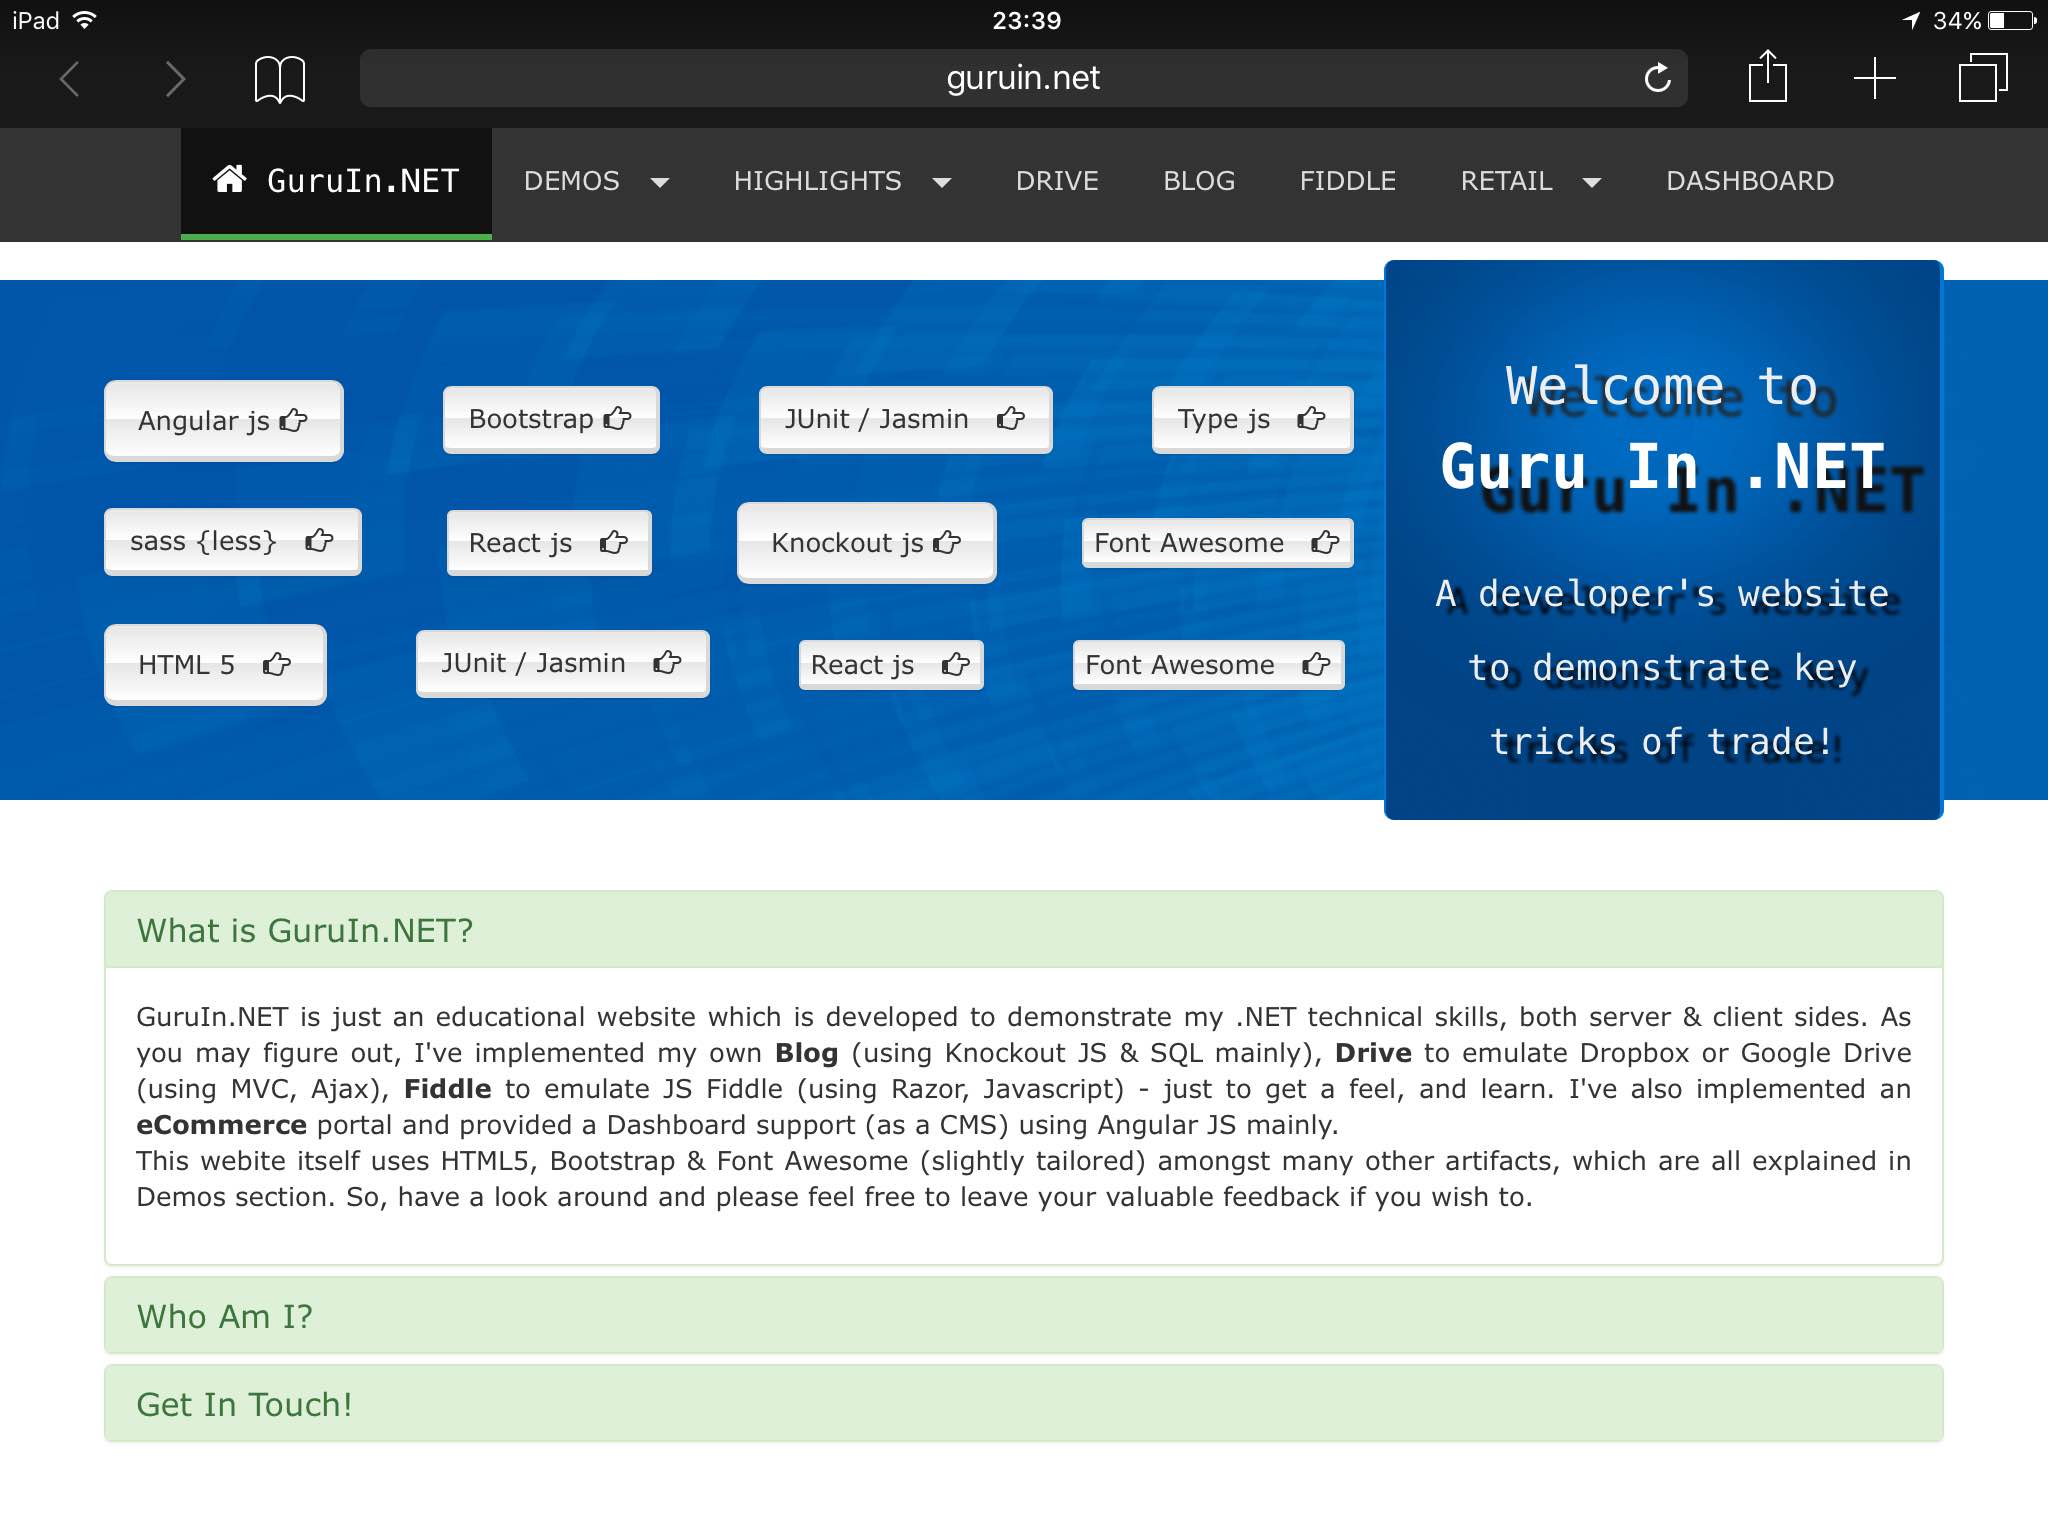 iPad 23:39 34%
guruin.net
GuruIn.NET DEMOS HIGHLIGHTS DRIVE BLOG FIDDLE RETAIL DASHBOARD
Angular js Bootstrap JUnit / Jasmin Type js
sass {less} React js Knockout js Font Awesome
HTML 5 JUnit / Jasmin React js Font Awesome
Welcome to
Guru In .NET
A developer's website
to demonstrate key
tricks of trade!
What is GuruIn.NET?
GuruIn.NET is just an educational website which is developed to demonstrate my .NET technical skills, both server & client sides. As
you may figure out, I've implemented my own Blog (using Knockout JS & SQL mainly), Drive to emulate Dropbox or Google Drive
(using MVC, Ajax), Fiddle to emulate JS Fiddle (using Razor, Javascript) - just to get a feel, and learn. I've also implemented an
eCommerce portal and provided a Dashboard support (as a CMS) using Angular JS mainly.
This webite itself uses HTML5, Bootstrap & Font Awesome (slightly tailored) amongst many other artifacts, which are all explained in
Demos section. So, have a look around and please feel free to leave your valuable feedback if you wish to.
Who Am I?
Get In Touch!